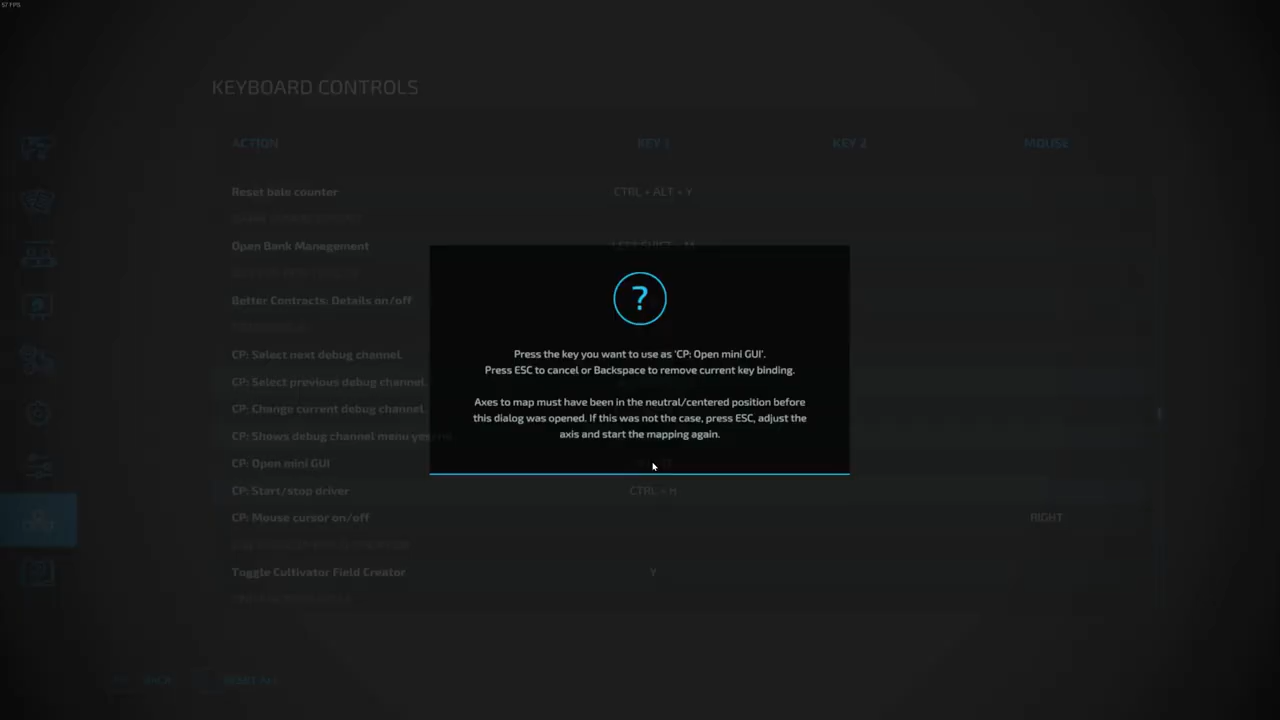 57 FPS
KEYBOARD CONTROLS
ACTION KEY 1 KEY 2 MOUSE
Reset bale counter CTRL + ALT + Y
Open Bank Management LEFT SHIFT + M
Better Contracts: Details on/off
CP: Select next debug channel.
CP: Select previous debug channel.
CP: Change current debug channel.
CP: Shows debug channel menu
CP: Open mini GUI
CP: Start/stop driver CTRL + H
CP: Mouse cursor on/off RIGHT
Toggle Cultivator Field Creator Y
BACK RESET ALL
?
Press the key you want to use as 'CP: Open mini GUI'.
Press ESC to cancel or Backspace to remove current key binding.
Axes to map must have been in the neutral/centered position before
this dialog was opened. If this was not the case, press ESC, adjust the
axis and start the mapping again.